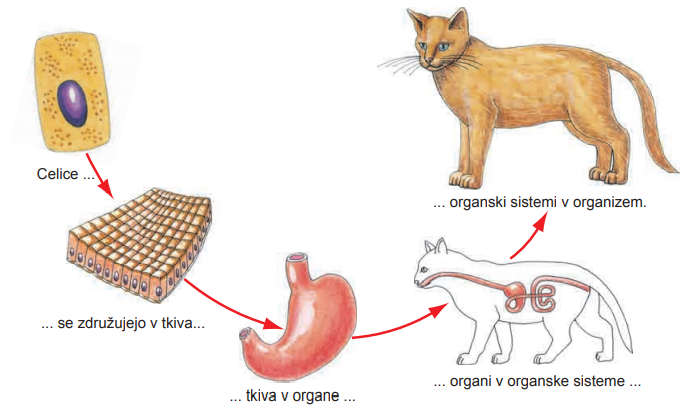 Celice ...
... se združujejo v tkiva...
... tkiva v organe ...
... organi v organske sisteme ...
... organski sistemi v organizem.